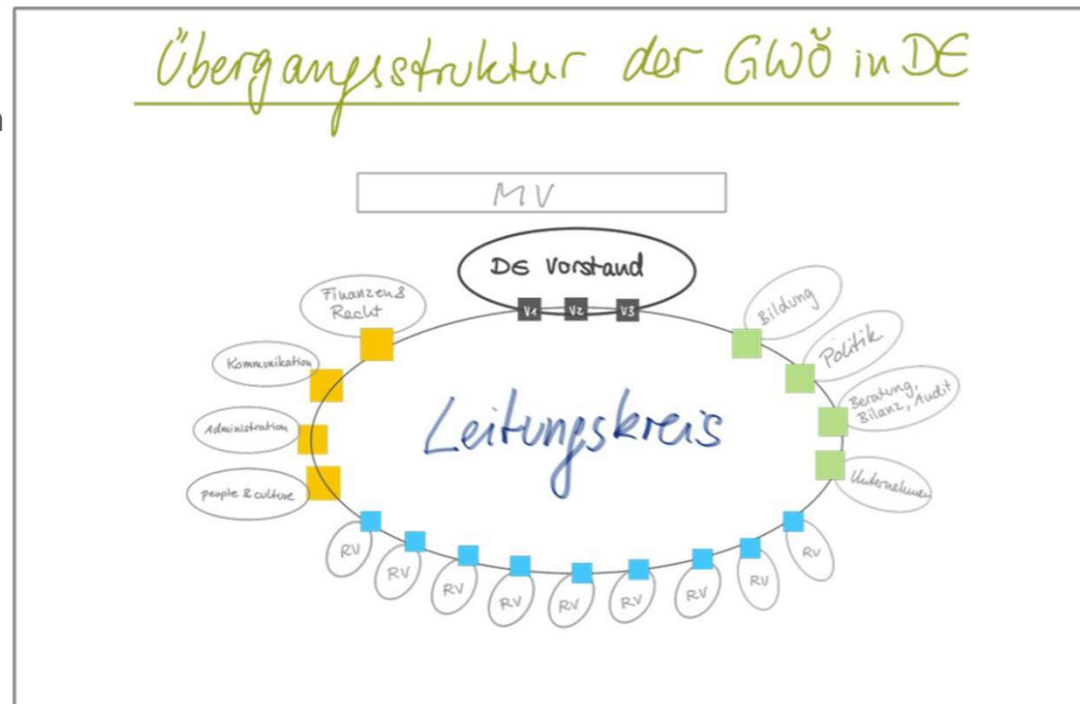 Übergangsstruktur der GWÖ in DE
MV
DE Vorstand
V1 V2 V3
Finanzen &
Recht
Kommunikation
Administration
people & culture
Leitungskreis
Bildung
Politik
Beratung,
Bilanz, Audit
Unternehmen
RV
RV
RV
RV
RV
RV
RV
RV
RV